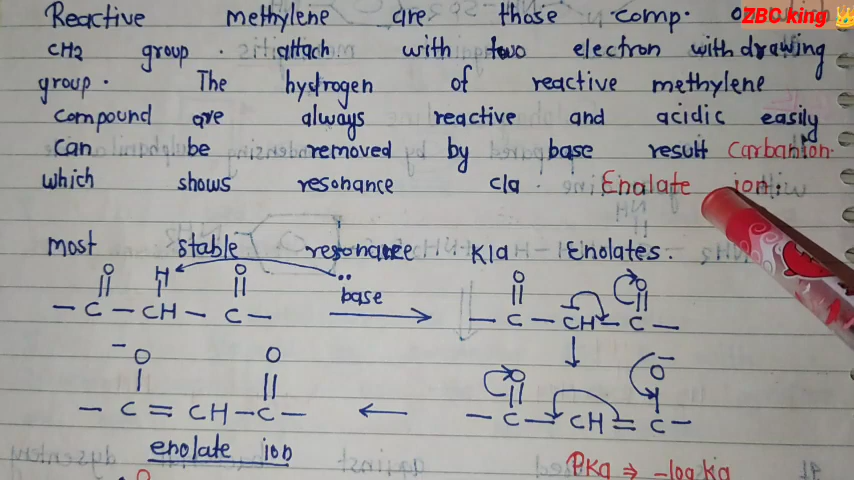 Reactive methylene are those comp.
ZBC king
CH2 group. attach with two electron withdrawing
group. The hydrogen of reactive methylene
compound are always reactive and acidic easily
can be removed by base result Carbanion.
which shows resonance cla. Enalate ion.
most stable resonance K/a Enolates.
O H O
— C — CH — C —
base
O O
— C — CH — C —
− O O
— C = CH — C —
O O −
— C — CH = C —
enolate ion
PKa ⇒ -log ka